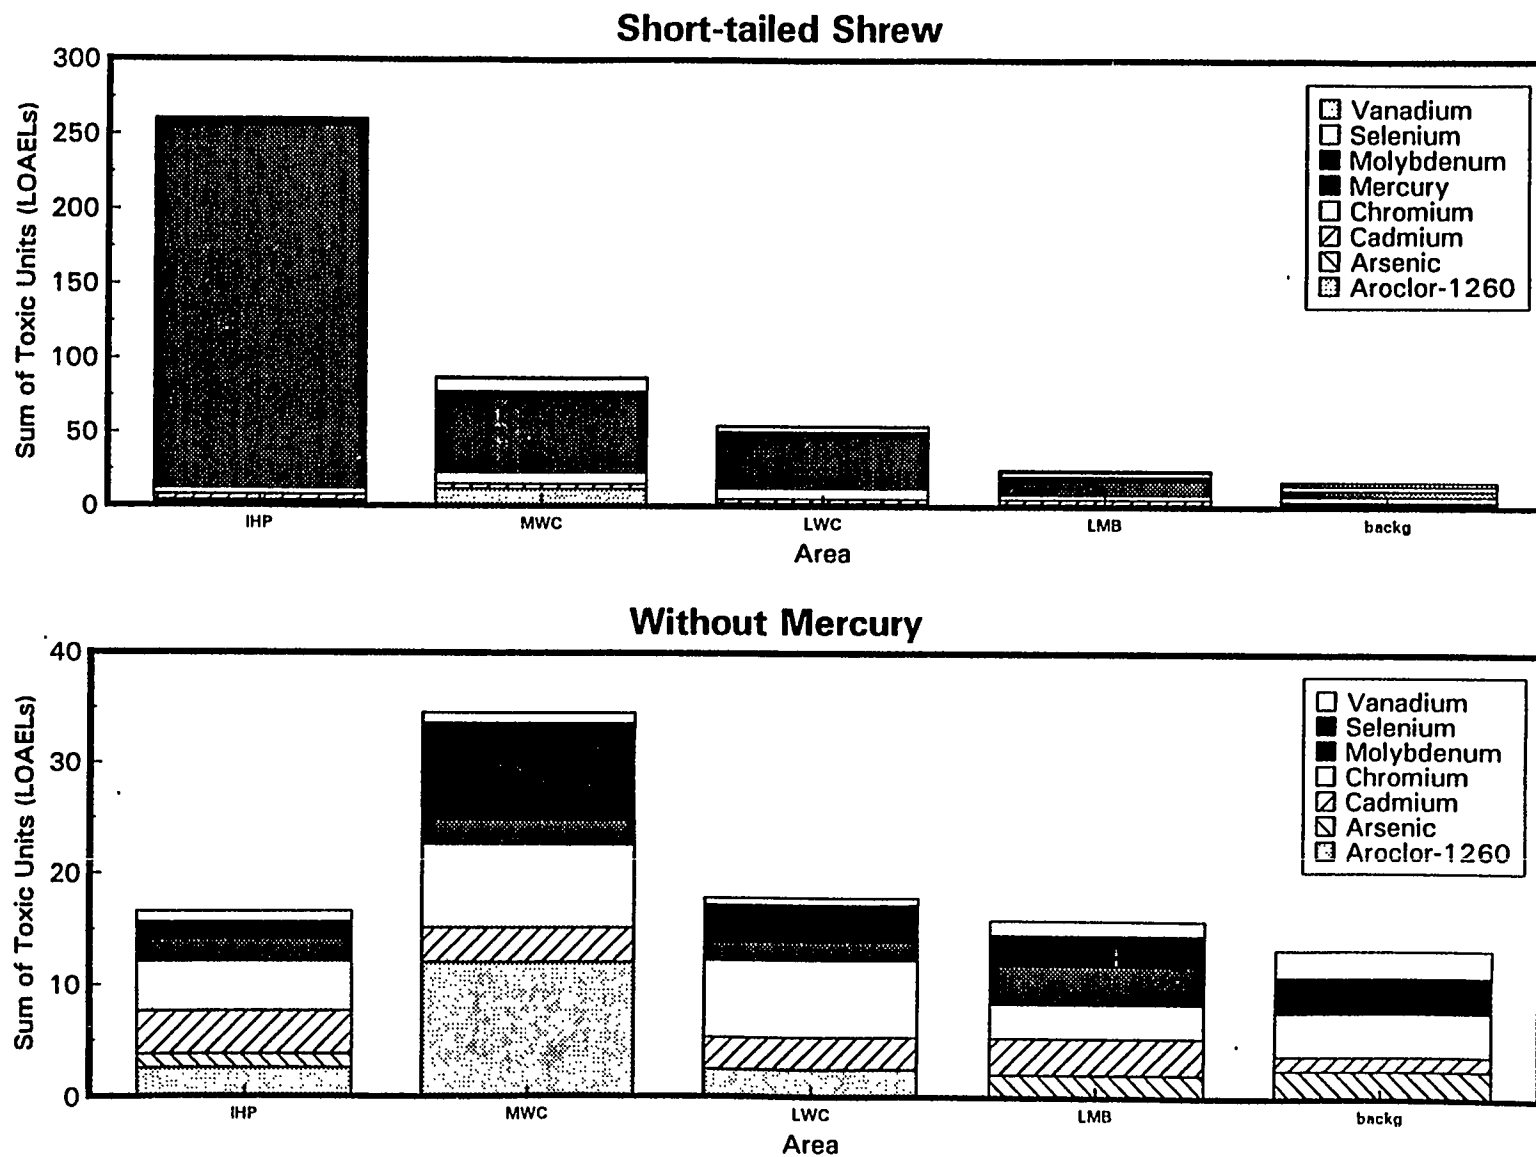 Short-tailed Shrew
Sum of Toxic Units (LOAELs)
300
250
200
150
100
50
0
Vanadium
Selenium
Molybdenum
Mercury
Chromium
Cadmium
Arsenic
Aroclor-1260
IHP MWC LWC LMB backg
Area
Without Mercury
Sum of Toxic Units (LOAELs)
40
30
20
10
0
Vanadium
Selenium
Molybdenum
Chromium
Cadmium
Arsenic
Aroclor-1260
IHP MWC LWC LMB backg
Area